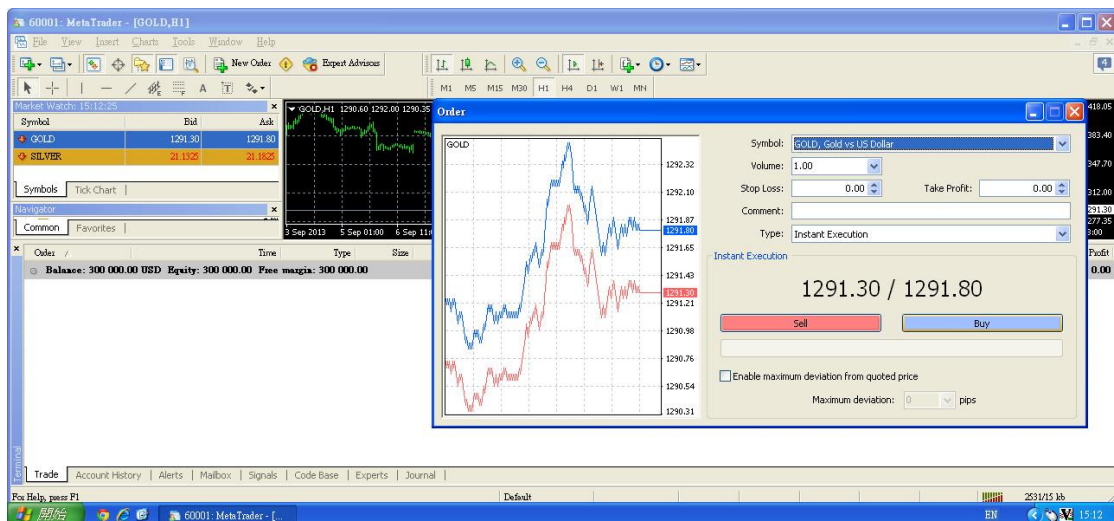 60001: MetaTrader - [GOLD,H1]
File View Insert Charts Tools Window Help
New Order Expert Advisors
A T
M1 M5 M15 M30 H1 H4 D1 W1 MN
4
Market Watch: 15:12:25
Symbol Bid Ask
GOLD 1291.30 1291.80
SILVER 21.1325 21.1825
Symbols Tick Chart
Navigator
Common Favorites
GOLD,H1 1290.60 1292.00 1290.35
3 Sep 2013 5 Sep 01:00 6 Sep 11:
418.05
383.40
347.70
312.00
291.30
277.35
3:00
Order
GOLD
1292.32
1292.10
1291.87
1291.80
1291.65
1291.43
1291.30
1291.21
1290.98
1290.76
1290.54
1290.31
Symbol: GOLD, Gold vs US Dollar
Volume: 1.00
Stop Loss: 0.00 Take Profit: 0.00
Comment:
Type: Instant Execution
Instant Execution
1291.30 / 1291.80
Sell Buy
Enable maximum deviation from quoted price
Maximum deviation: 0 pips
Order / Time Type Size Profit
Balance: 300 000.00 USD Equity: 300 000.00 Free margin: 300 000.00 0.00
Terminal
Trade Account History Alerts Mailbox Signals Code Base Experts Journal
For Help, press F1 Default 2531/15 kb
開始 60001: MetaTrader - [... EN 15:12